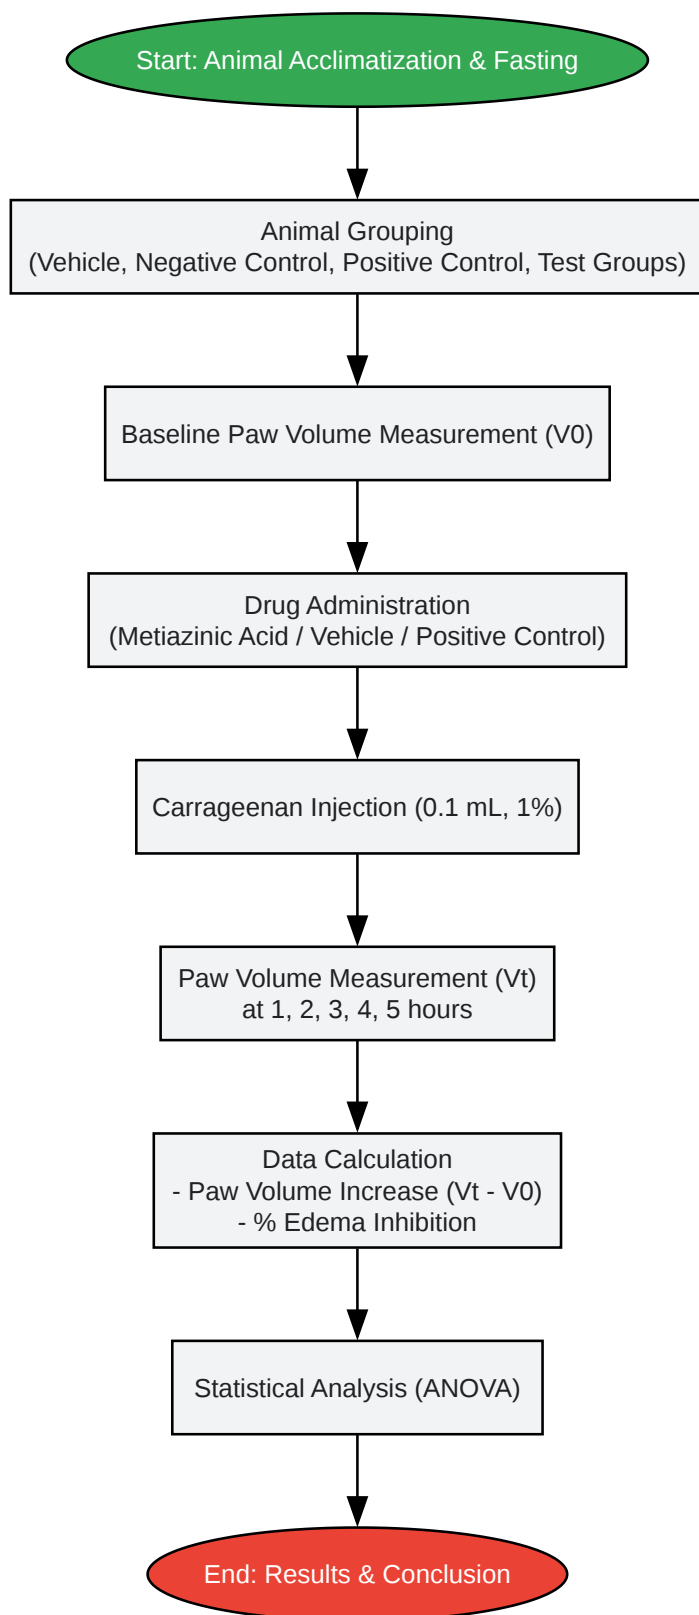 Start: Animal Acclimatization & Fasting
Animal Grouping
(Vehicle, Negative Control, Positive Control, Test Groups)
Baseline Paw Volume Measurement (V0)
Drug Administration
(Metiazinic Acid / Vehicle / Positive Control)
Carrageenan Injection (0.1 mL, 1%)
Paw Volume Measurement (Vt)
at 1, 2, 3, 4, 5 hours
Data Calculation
- Paw Volume Increase (Vt - V0)
- % Edema Inhibition
Statistical Analysis (ANOVA)
End: Results & Conclusion